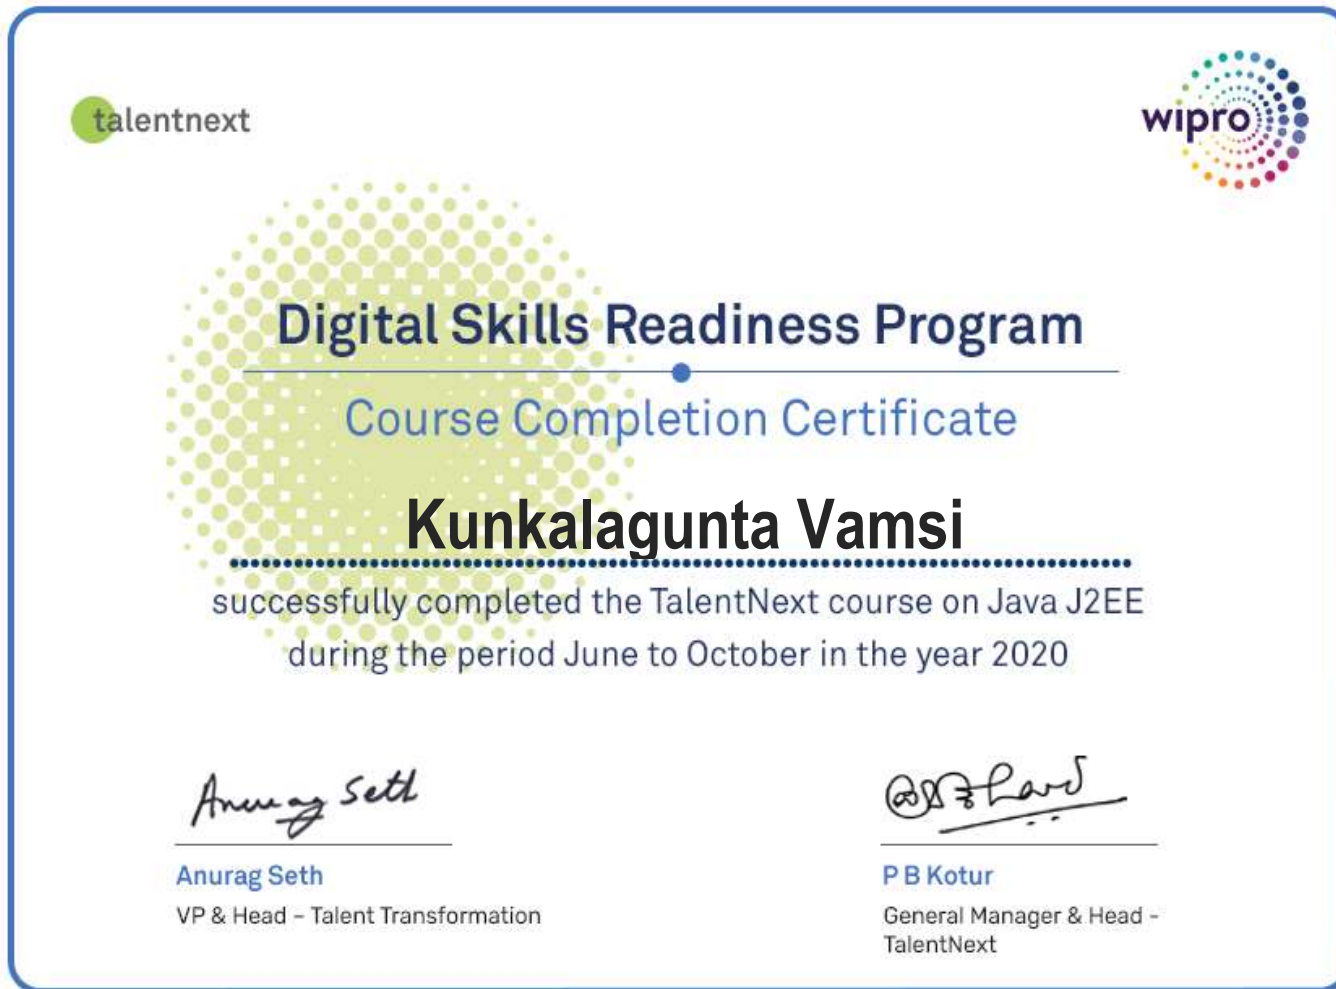 talentnext
wipro
Digital Skills Readiness Program
Course Completion Certificate
Kunkalagunta Vamsi
successfully completed the TalentNext course on Java J2EE
during the period June to October in the year 2020
Anurag Seth
Anurag Seth
P B Kotur
VP & Head – Talent Transformation
General Manager & Head -
TalentNext